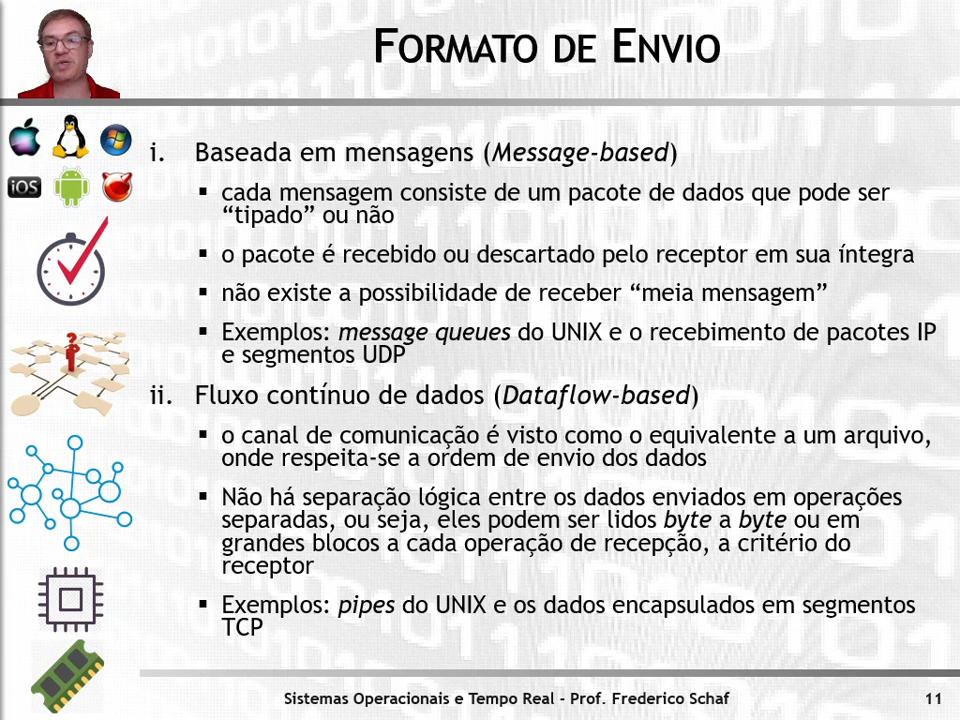 FORMATO DE ENVIO
iOS
i. Baseada em mensagens (Message-based)
▪ cada mensagem consiste de um pacote de dados que pode ser
“tipado” ou não
▪ o pacote é recebido ou descartado pelo receptor em sua íntegra
▪ não existe a possibilidade de receber “meia mensagem”
▪ Exemplos: message queues do UNIX e o recebimento de pacotes IP
e segmentos UDP
ii. Fluxo contínuo de dados (Dataflow-based)
▪ o canal de comunicação é visto como o equivalente a um arquivo,
onde respeita-se a ordem de envio dos dados
▪ Não há separação lógica entre os dados enviados em operações
separadas, ou seja, eles podem ser lidos byte a byte ou em
grandes blocos a cada operação de recepção, a critério do
receptor
▪ Exemplos: pipes do UNIX e os dados encapsulados em segmentos
TCP
Sistemas Operacionais e Tempo Real - Prof. Frederico Schaf 11